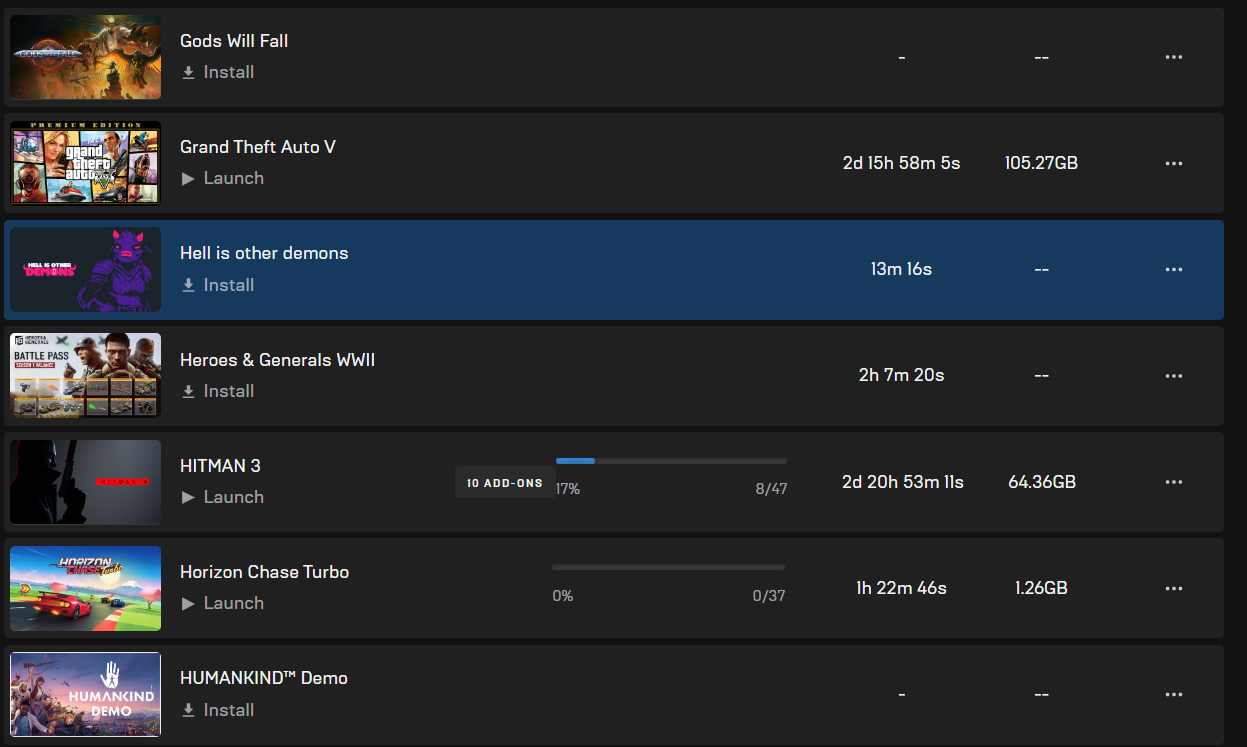 GODS WILL FALL
Gods Will Fall
Install
-
--
PREMIUM EDITION
grand
theft
auto
V
Grand Theft Auto V
Launch
2d 15h 58m 5s
105.27GB
HELL IS OTHER
DEMONS
Hell is other demons
Install
13m 16s
--
HEROES &
GENERALS
BATTLE PASS
Heroes & Generals WWII
Install
2h 7m 20s
--
HITMAN 3
HITMAN 3
Launch
10 ADD-ONS
17%
8/47
2d 20h 53m 11s
64.36GB
HORIZON
CHASE Turbo
Horizon Chase Turbo
Launch
0%
0/37
1h 22m 46s
1.26GB
HUMANKIND
DEMO
HUMANKIND™ Demo
Install
-
--